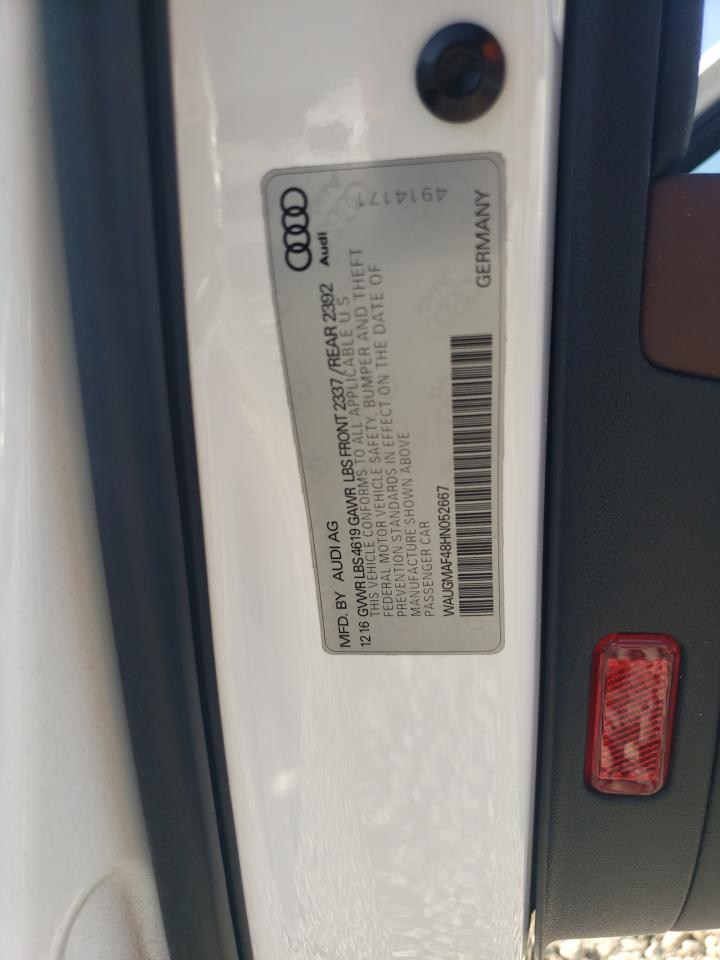 Audi
4914171
MFD. BY AUDI AG
12 16 GVWR LBS 4619 GAWR LBS FRONT 2337 / REAR 2392
THIS VEHICLE CONFORMS TO ALL APPLICABLE U S
FEDERAL MOTOR VEHICLE SAFETY. BUMPER AND THEFT
PREVENTION STANDARDS IN EFFECT ON THE DATE OF
MANUFACTURE SHOWN ABOVE
PASSENGER CAR
WAUGMAF48HN052667
GERMANY